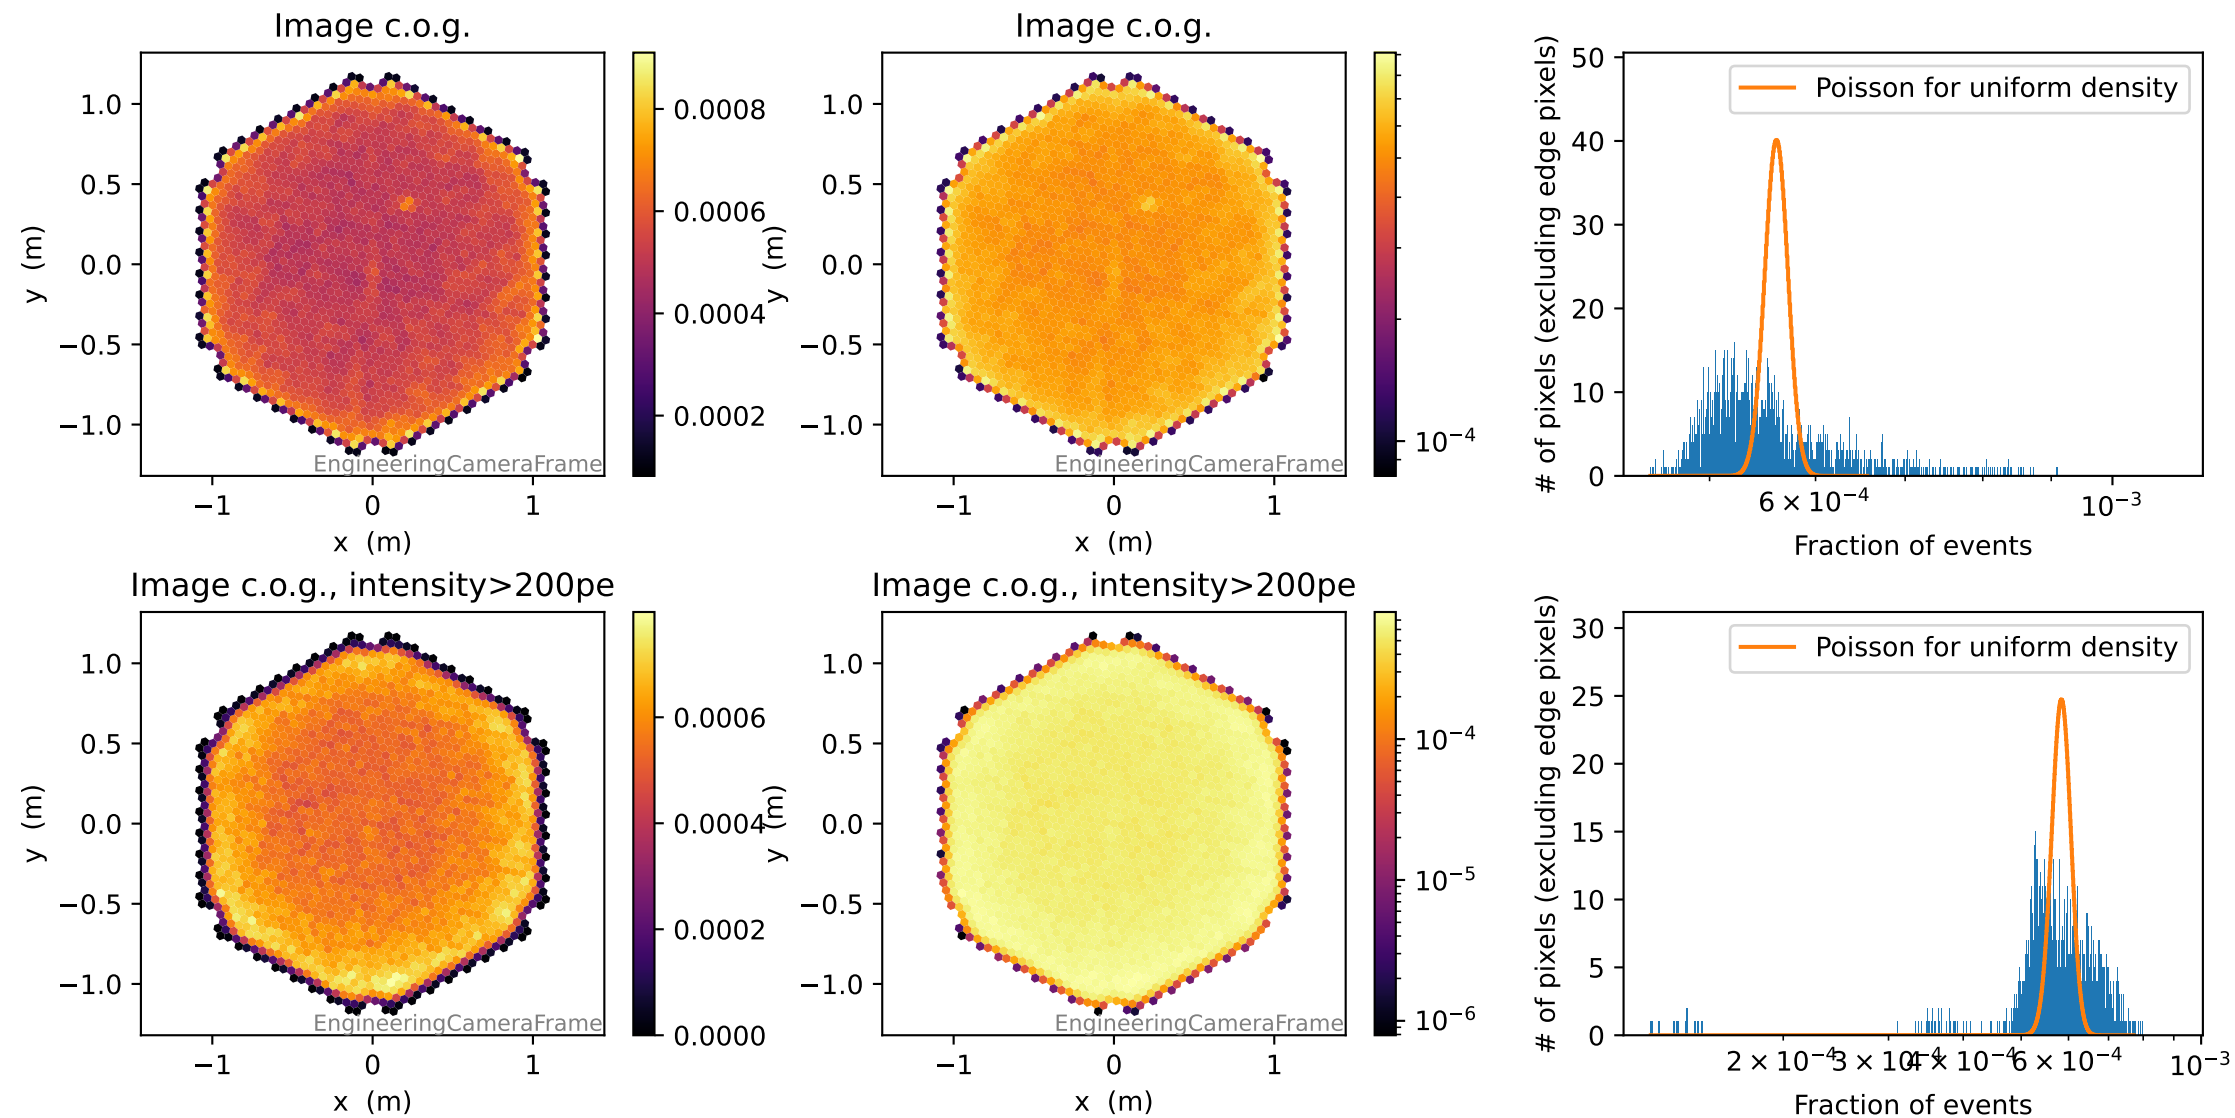 Image c.o.g.
1.0
0.5
0.0
−0.5
−1.0
y (m)
−1
0
1
x (m)
EngineeringCameraFrame
0.0008
0.0006
0.0004
0.0002
Image c.o.g.
1.0
0.5
0.0
−0.5
−1.0
y (m)
−1
0
1
x (m)
EngineeringCameraFrame
10⁻⁴
50
40
30
20
10
0
# of pixels (excluding edge pixels)
Poisson for uniform density
6 × 10⁻⁴
10⁻³
Fraction of events
Image c.o.g., intensity>200pe
1.0
0.5
0.0
−0.5
−1.0
y (m)
−1
0
1
x (m)
EngineeringCameraFrame
0.0006
0.0004
0.0002
0.0000
Image c.o.g., intensity>200pe
1.0
0.5
0.0
−0.5
−1.0
y (m)
−1
0
1
x (m)
EngineeringCameraFrame
10⁻⁴
10⁻⁵
10⁻⁶
30
25
20
15
10
5
0
# of pixels (excluding edge pixels)
Poisson for uniform density
2 × 10⁻⁴
3 × 10⁻⁴
4 × 10⁻⁴
6 × 10⁻⁴
10⁻³
Fraction of events